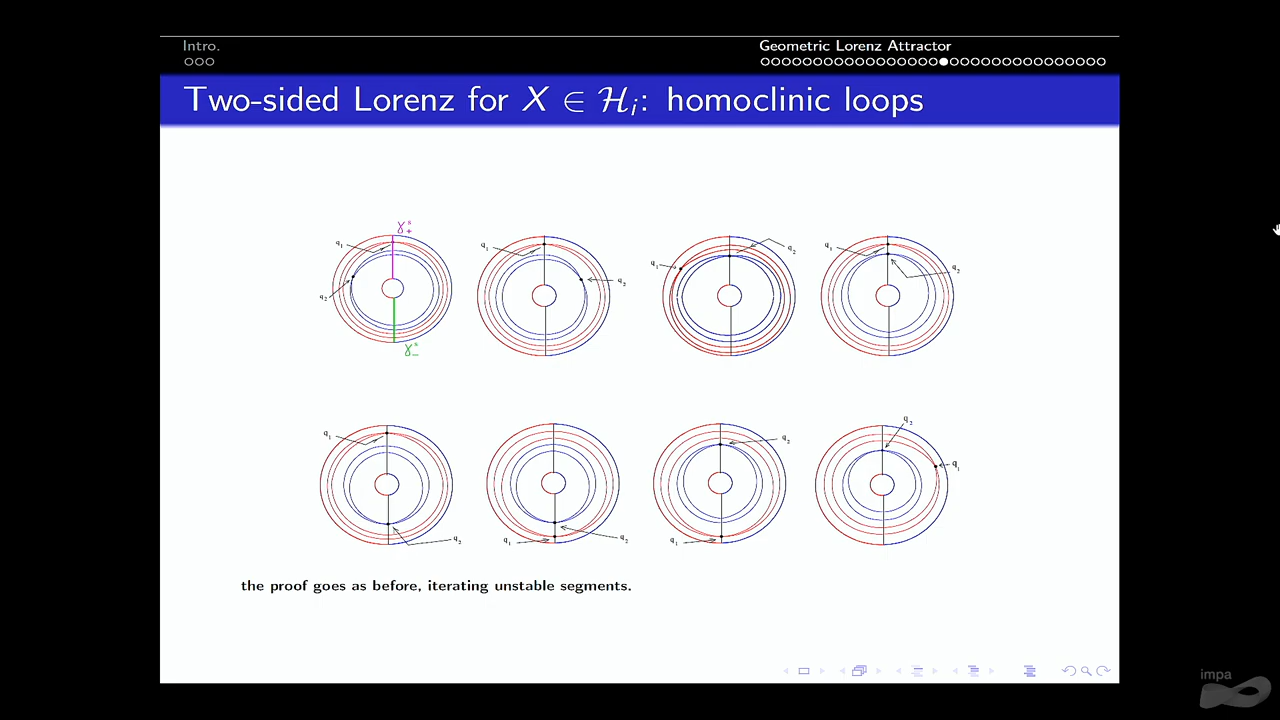 Intro.
Geometric Lorenz Attractor
Two-sided Lorenz for X ∈ ℋᵢ: homoclinic loops
γ₊ˢ
q₁
q₂
γ₋ˢ
q₁
q₂
q₁
q₂
q₁
q₂
q₁
q₂
q₁
q₂
q₁
q₂
q₂
q₁
the proof goes as before, iterating unstable segments.
impa